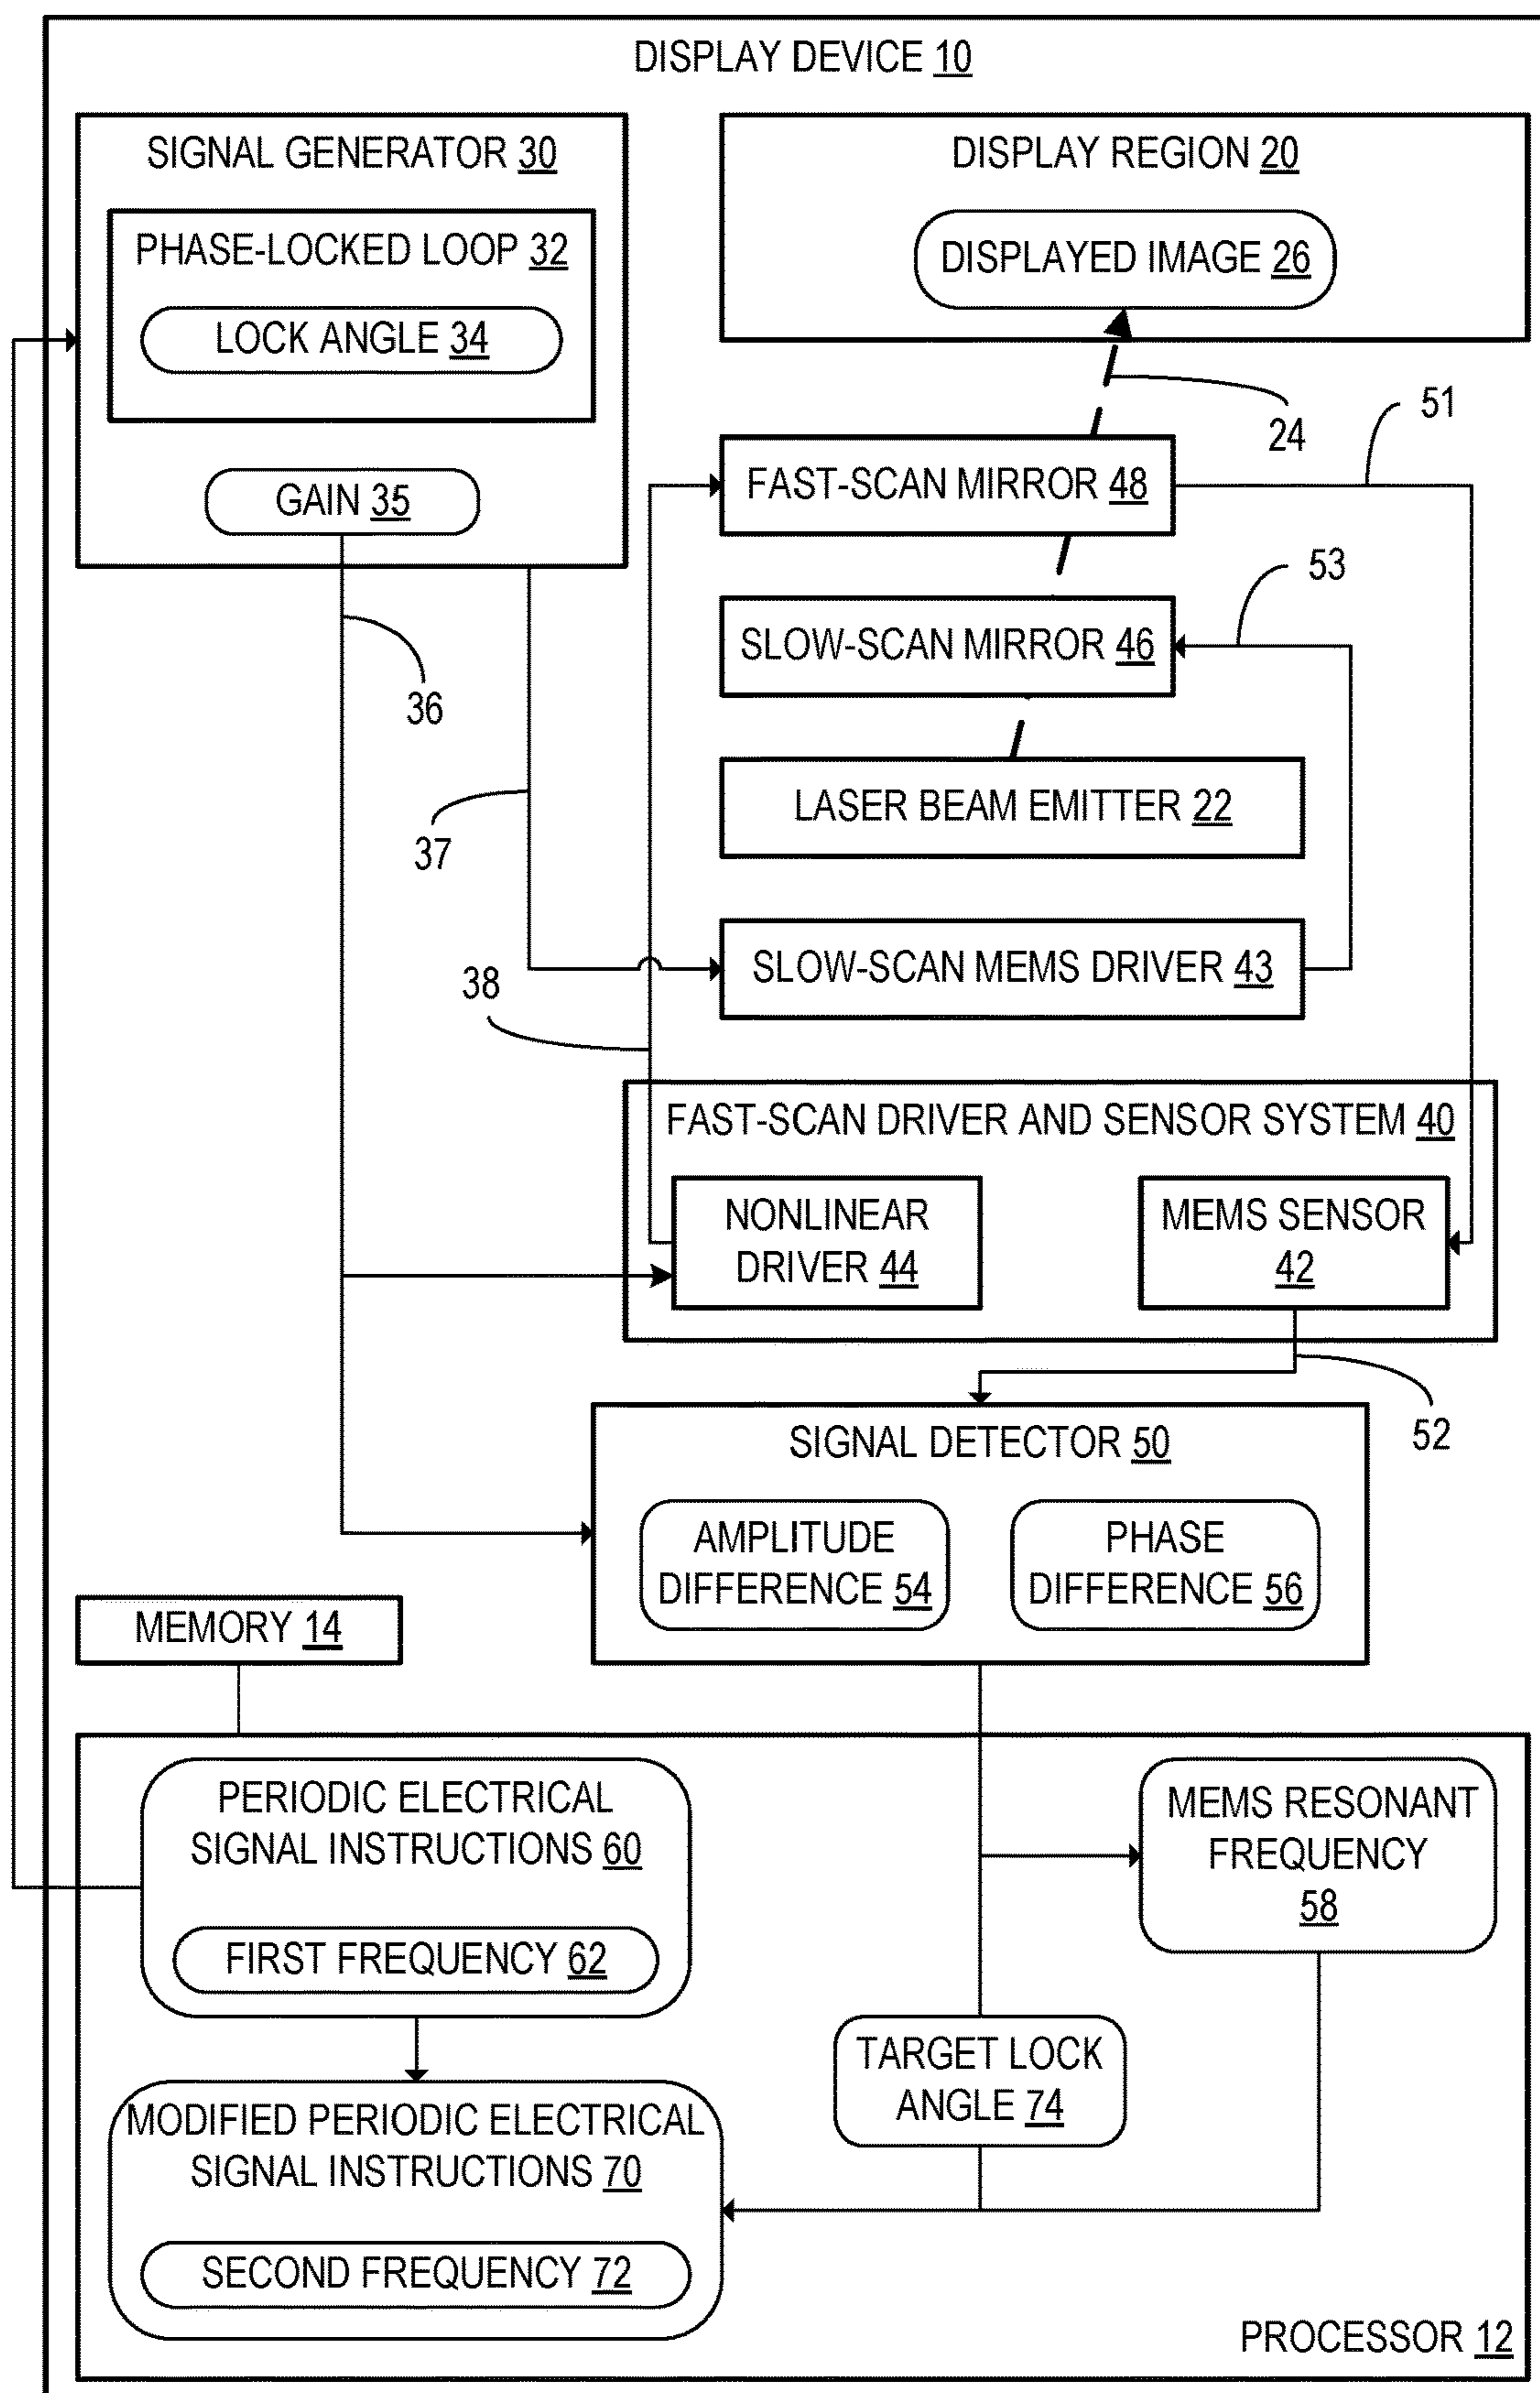 DISPLAY DEVICE 10
SIGNAL GENERATOR 30
PHASE-LOCKED LOOP 32
LOCK ANGLE 34
GAIN 35
DISPLAY REGION 20
DISPLAYED IMAGE 26
24
51
FAST-SCAN MIRROR 48
53
SLOW-SCAN MIRROR 46
36
LASER BEAM EMITTER 22
37
SLOW-SCAN MEMS DRIVER 43
38
FAST-SCAN DRIVER AND SENSOR SYSTEM 40
NONLINEAR
DRIVER 44
MEMS SENSOR
42
52
SIGNAL DETECTOR 50
AMPLITUDE
DIFFERENCE 54
PHASE
DIFFERENCE 56
MEMORY 14
PERIODIC ELECTRICAL
SIGNAL INSTRUCTIONS 60
FIRST FREQUENCY 62
MEMS RESONANT
FREQUENCY
58
TARGET LOCK
ANGLE 74
MODIFIED PERIODIC ELECTRICAL
SIGNAL INSTRUCTIONS 70
SECOND FREQUENCY 72
PROCESSOR 12